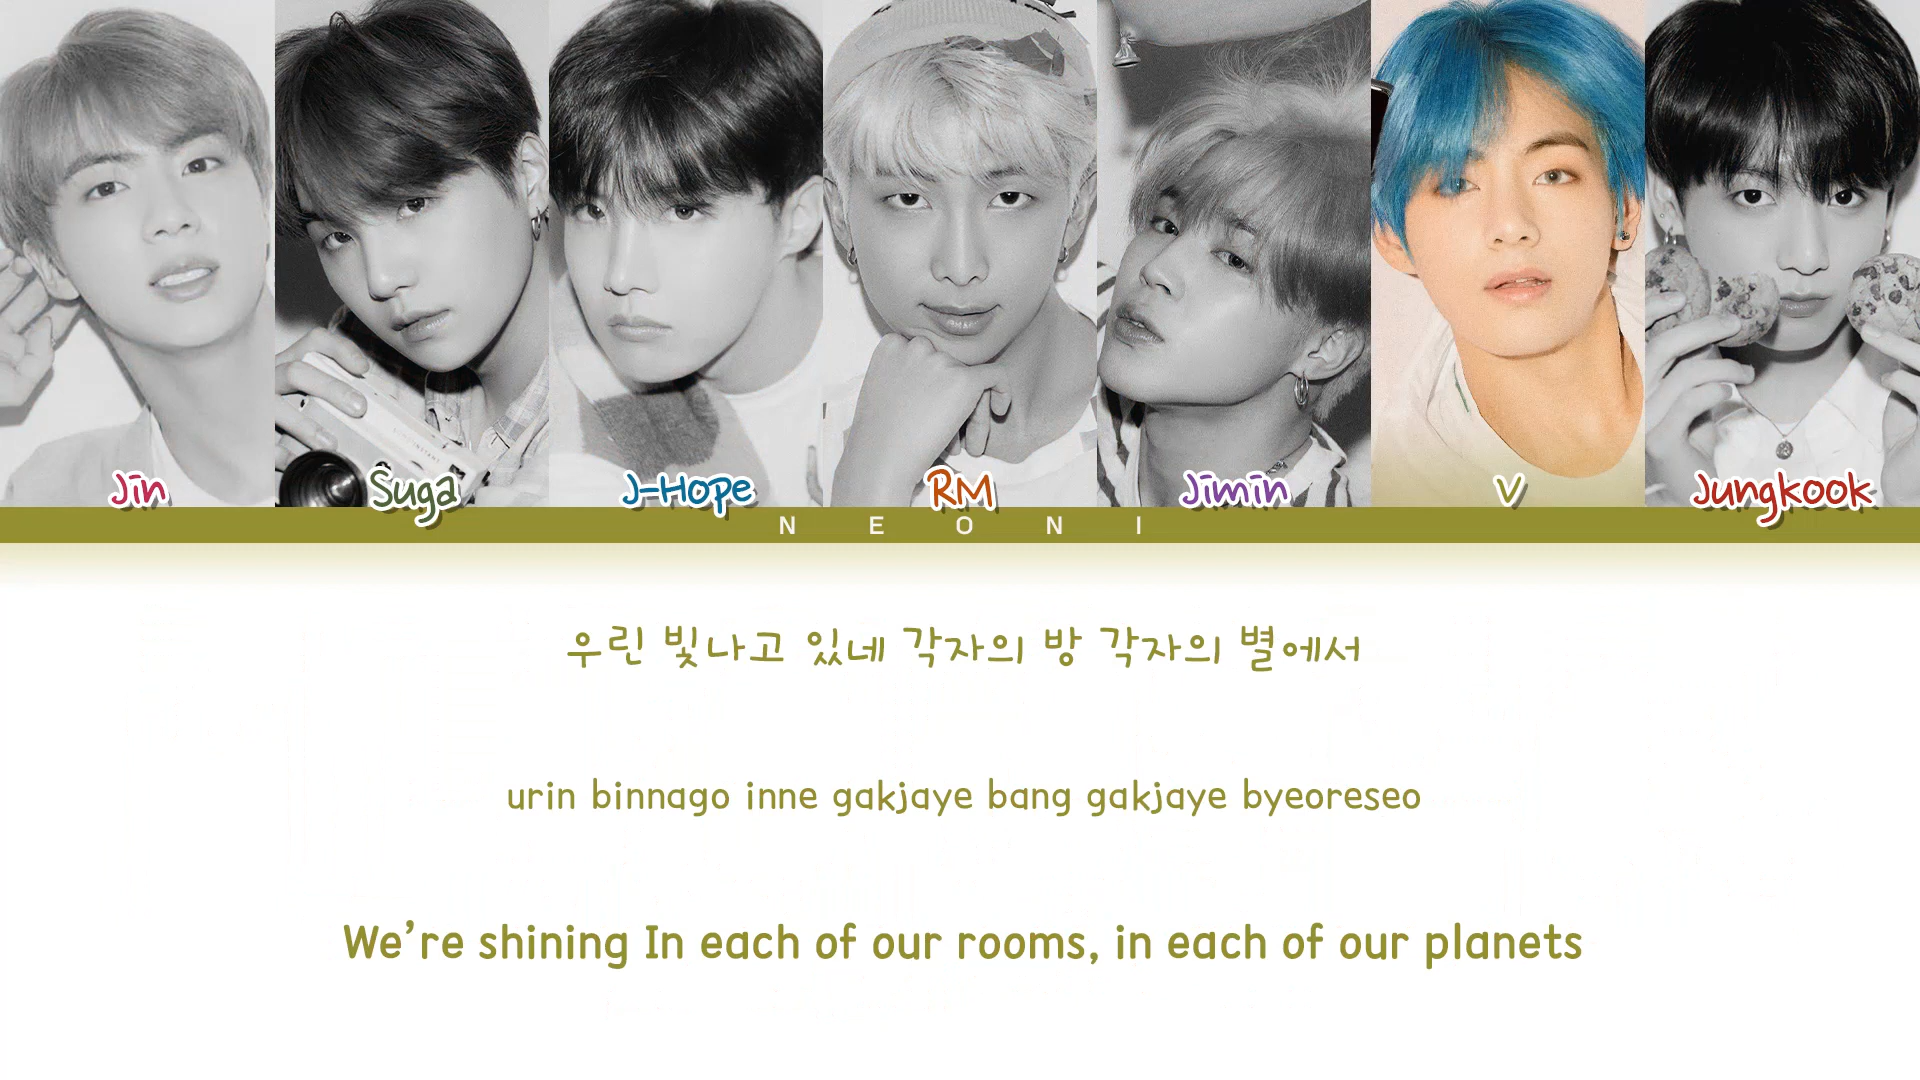 Jin Suga J-Hope RM Jimin V Jungkook
NEONI
우린 빛나고 있네 각자의 방 각자의 별에서
urin binnago inne gakjaye bang gakjaye byeoreseo
We're shining In each of our rooms, in each of our planets